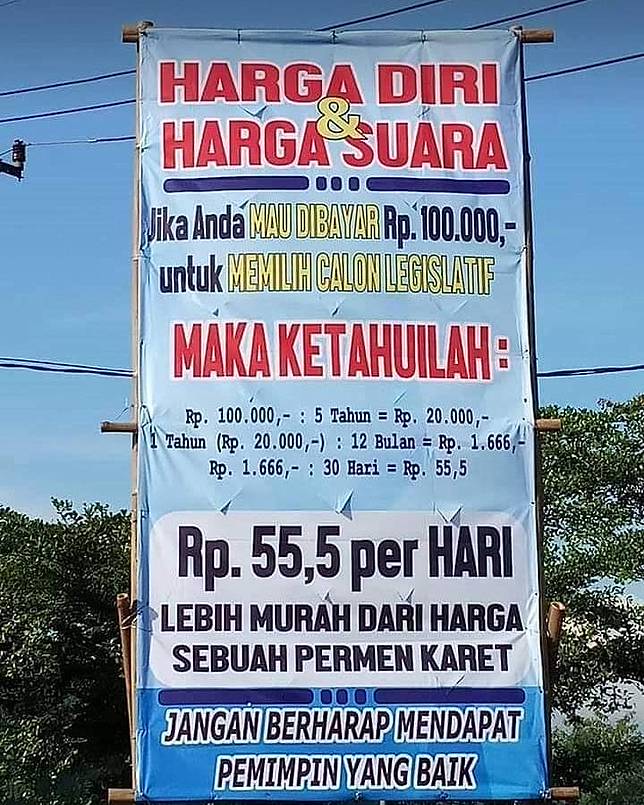 HARGA DIRI
&
HARGA SUARA
Jika Anda MAU DIBAYAR Rp. 100.000,-
untuk MEMILIH CALON LEGISLATIF
MAKA KETAHUILAH :
Rp. 100.000,- : 5 Tahun = Rp. 20.000,-
1 Tahun (Rp. 20.000,-) : 12 Bulan = Rp. 1.666,-
Rp. 1.666,- : 30 Hari = Rp. 55,5
Rp. 55,5 per HARI
LEBIH MURAH DARI HARGA
SEBUAH PERMEN KARET
JANGAN BERHARAP MENDAPAT
PEMIMPIN YANG BAIK